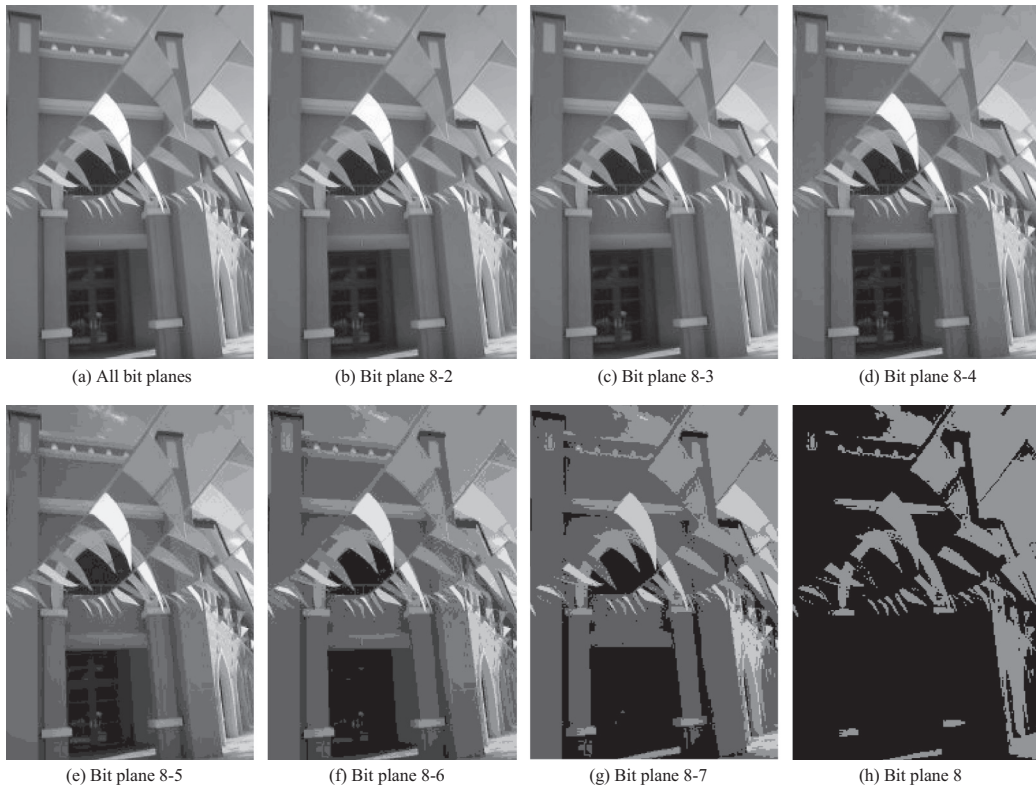 (a) All bit planes
(b) Bit plane 8-2
(c) Bit plane 8-3
(d) Bit plane 8-4
(e) Bit plane 8-5
(f) Bit plane 8-6
(g) Bit plane 8-7
(h) Bit plane 8